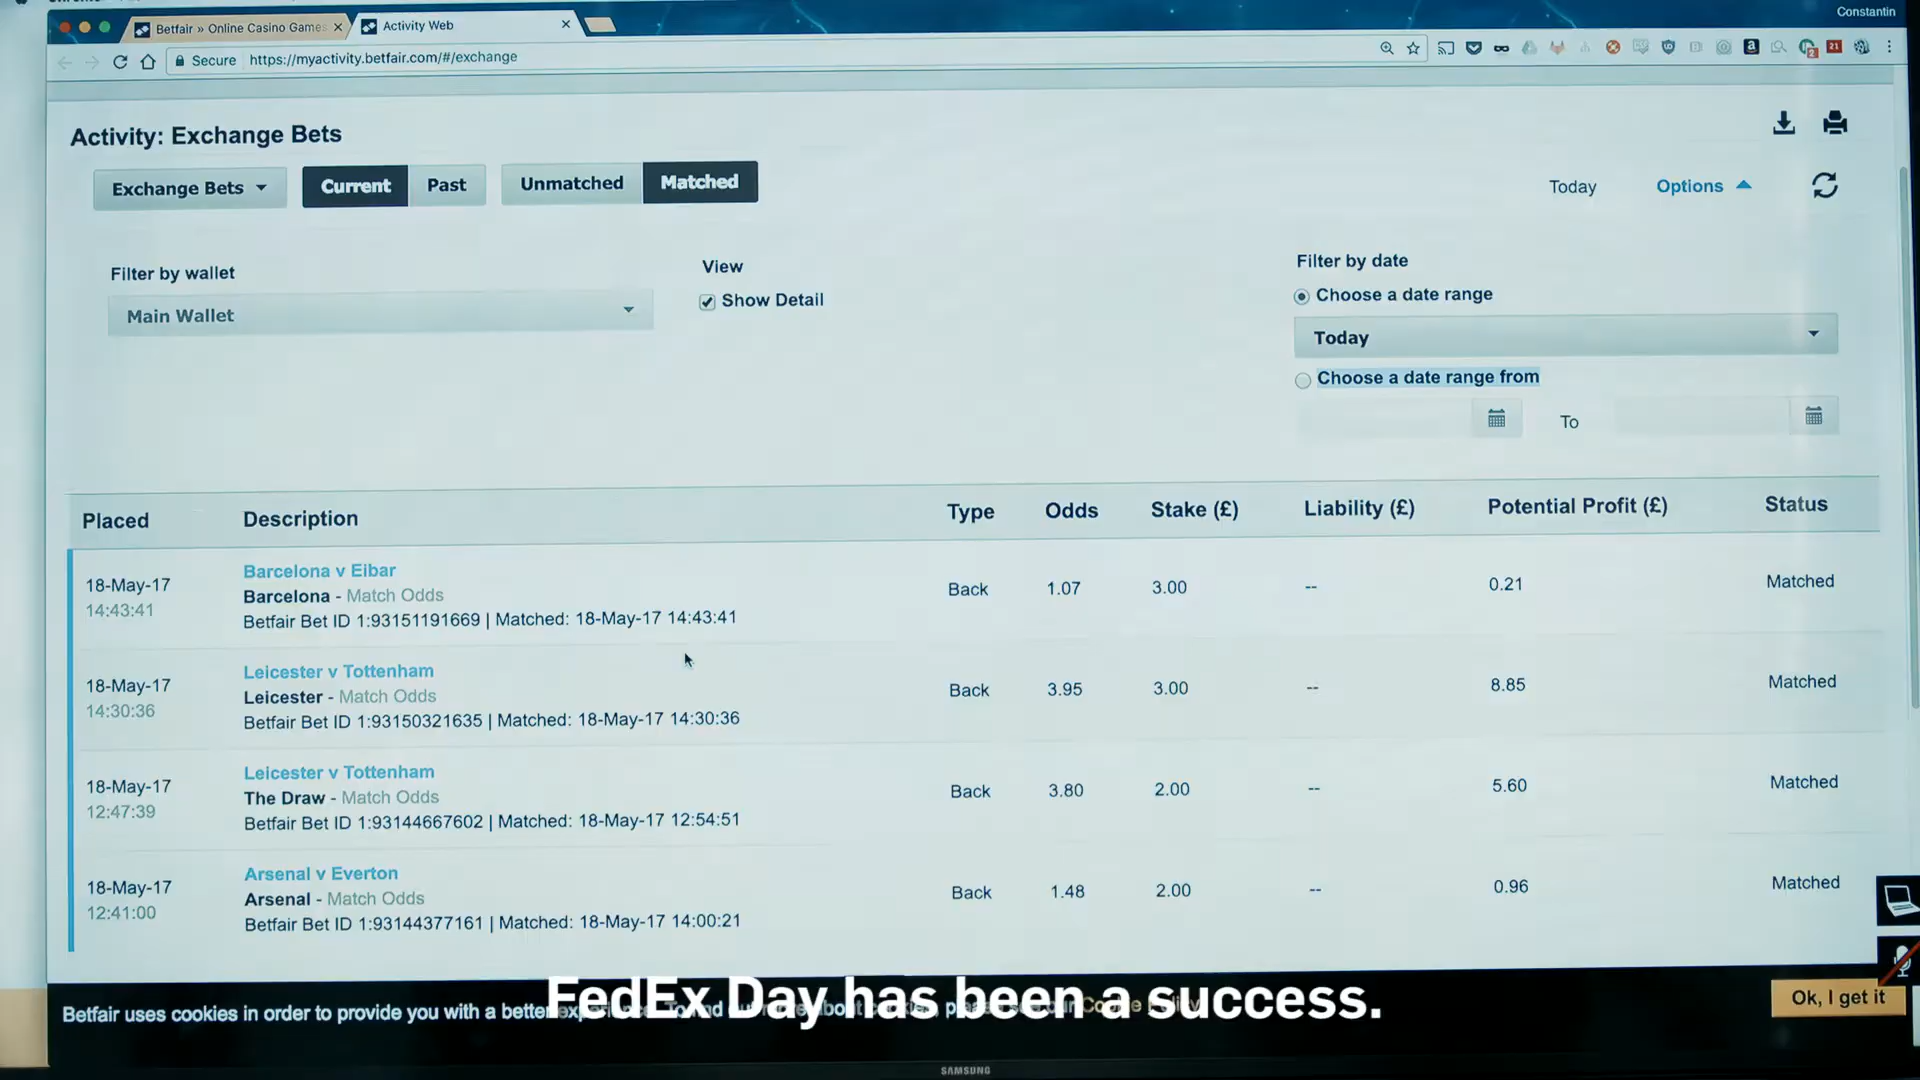 Constantin
Betfair » Online Casino Games
Activity Web
Secure
https://myactivity.betfair.com/#/exchange
21
2
Activity: Exchange Bets
Exchange Bets
Current
Past
Unmatched
Matched
Today
Options
Filter by wallet
View
Filter by date
Main Wallet
Show Detail
Choose a date range
Today
Choose a date range from
To
Placed Description Type Odds Stake (£) Liability (£) Potential Profit (£) Status
18-May-17 Barcelona v Eibar
14:43:41 Barcelona - Match Odds Back 1.07 3.00 -- 0.21 Matched
Betfair Bet ID 1:93151191669 | Matched: 18-May-17 14:43:41
18-May-17 Leicester v Tottenham
14:30:36 Leicester - Match Odds Back 3.95 3.00 -- 8.85 Matched
Betfair Bet ID 1:93150321635 | Matched: 18-May-17 14:30:36
18-May-17 Leicester v Tottenham
12:47:39 The Draw - Match Odds Back 3.80 2.00 -- 5.60 Matched
Betfair Bet ID 1:93144667602 | Matched: 18-May-17 12:54:51
18-May-17 Arsenal v Everton
12:41:00 Arsenal - Match Odds Back 1.48 2.00 -- 0.96 Matched
Betfair Bet ID 1:93144377161 | Matched: 18-May-17 14:00:21
Betfair uses cookies in order to provide you with a better
FedEx Day has been a success.
Ok, I get it
SAMSUNG